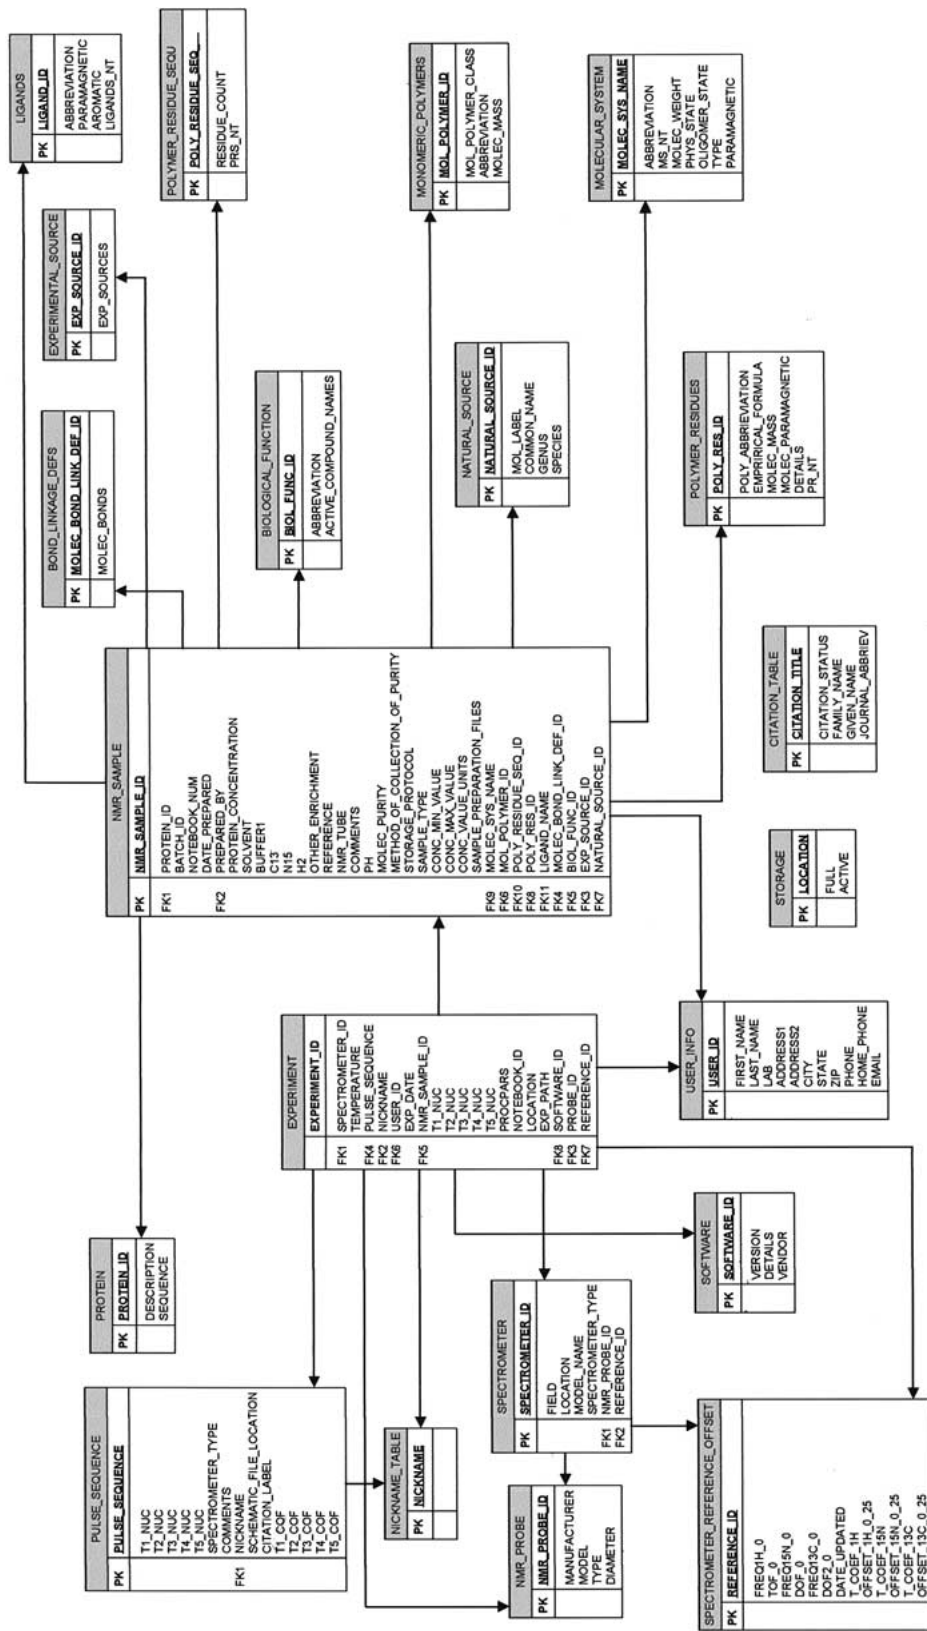 LIGANDS
PK LIGAND_ID
ABBREVIATION
PARAMAGNETIC
AROMATIC
LIGANDS_NT
EXPERIMENTAL_SOURCE
PK EXP_SOURCE_ID
EXP_SOURCES
BOND_LINKAGE_DEFS
PK MOLEC_BOND_LINK_DEF_ID
MOLEC_BONDS
POLYMER_RESIDUE_SEQU
PK POLY_RESIDUE_SEQ_...
RESIDUE_COUNT
PRS_NT
BIOLOGICAL_FUNCTION
PK BIOL_FUNC_ID
ABBREVIATION
ACTIVE_COMPOUND_NAMES
MONOMERIC_POLYMERS
PK MOL_POLYMER_ID
MOL_POLYMER_CLASS
ABBREVIATION
MOLEC_MASS
NATURAL_SOURCE
PK NATURAL_SOURCE_ID
MOL_LABEL
COMMON_NAME
GENUS
SPECIES
MOLECULAR_SYSTEM
PK MOLEC_SYS_NAME
ABBREVIATION
MS_NT
MOLEC_WEIGHT
PHYS_STATE
OLIGOMER_STATE
TYPE
PARAMAGNETIC
POLYMER_RESIDUES
PK POLY_RES_ID
POLY_ABBRIEVIATION
EMPRIRICAL_FORMULA
MOLEC_MASS
MOLEC_PARAMAGNETIC
DETAILS
PR_NT
NMR_SAMPLE
PK NMR_SAMPLE_ID
FK1 PROTEIN_ID
BATCH_ID
NOTEBOOK_NUM
DATE_PREPARED
FK2 PREPARED_BY
PROTEIN_CONCENTRATION
SOLVENT
BUFFER1
C13
N15
H2
OTHER_ENRICHMENT
REFERENCE
NMR_TUBE
COMMENTS
PH
MOLEC_PURITY
METHOD_OF_COLLECTION_OF_PURITY
STORAGE_PROTOCOL
SAMPLE_TYPE
CONC_MIN_VALUE
CONC_MAX_VALUE
CONC_VALUE_UNITS
SAMPLE_PREPARATION_FILES
FK9 MOLEC_SYS_NAME
FK6 MOL_POLYMER_ID
FK10 POLY_RESIDUE_SEQ_ID
FK8 POLY_RES_ID
FK11 LIGAND_NAME
FK4 MOLEC_BOND_LINK_DEF_ID
FK5 BIOL_FUNC_ID
FK3 EXP_SOURCE_ID
FK7 NATURAL_SOURCE_ID
CITATION_TABLE
PK CITATION_TITLE
CITATION_STATUS
FAMILY_NAME
GIVEN_NAME
JOURNAL_ABBRIEV
STORAGE
PK LOCATION
FULL
ACTIVE
EXPERIMENT
EXPERIMENT_ID
FK1 SPECTROMETER_ID
TEMPERATURE
FK4 PULSE_SEQUENCE
FK2 NICKNAME
FK6 USER_ID
EXP_DATE
FK5 NMR_SAMPLE_ID
T1_NUC
T2_NUC
T3_NUC
T4_NUC
T5_NUC
PROCPARS
NOTEBOOK_ID
LOCATION
EXP_PATH
FK8 SOFTWARE_ID
FK3 PROBE_ID
FK7 REFERENCE_ID
USER_INFO
PK USER_ID
FIRST_NAME
LAST_NAME
LAB
ADDRESS1
ADDRESS2
CITY
STATE
ZIP
PHONE
HOME_PHONE
EMAIL
PROTEIN
PK PROTEIN_ID
DESCRIPTION
SEQUENCE
PULSE_SEQUENCE
PK PULSE_SEQUENCE
T1_NUC
T2_NUC
T3_NUC
T4_NUC
T5_NUC
SPECTROMETER_TYPE
COMMENTS
FK1 NICKNAME
SCHEMATIC_FILE_LOCATION
CITATION_LABEL
T1_COF
T2_COF
T3_COF
T4_COF
T5_COF
NICKNAME_TABLE
PK NICKNAME
SPECTROMETER
PK SPECTROMETER_ID
FIELD
LOCATION
MODEL_NAME
SPECTROMETER_TYPE
FK1 NMR_PROBE_ID
FK2 REFERENCE_ID
SOFTWARE
PK SOFTWARE_ID
VERSION
DETAILS
VENDOR
NMR_PROBE
PK NMR_PROBE_ID
MANUFACTURER
MODEL
TYPE
DIAMETER
SPECTROMETER_REFERENCE_OFFSET
PK REFERENCE_ID
FREQ1H_0
TOF_0
FREQ15N_0
DOF_0
FREQ13C_0
DOF2_0
DATE_UPDATED
T_COEF_1H
OFFSET_1H_0_25
T_COEF_15N
OFFSET_15N_0_25
T_COEF_13C
OFFSET_13C_0_25